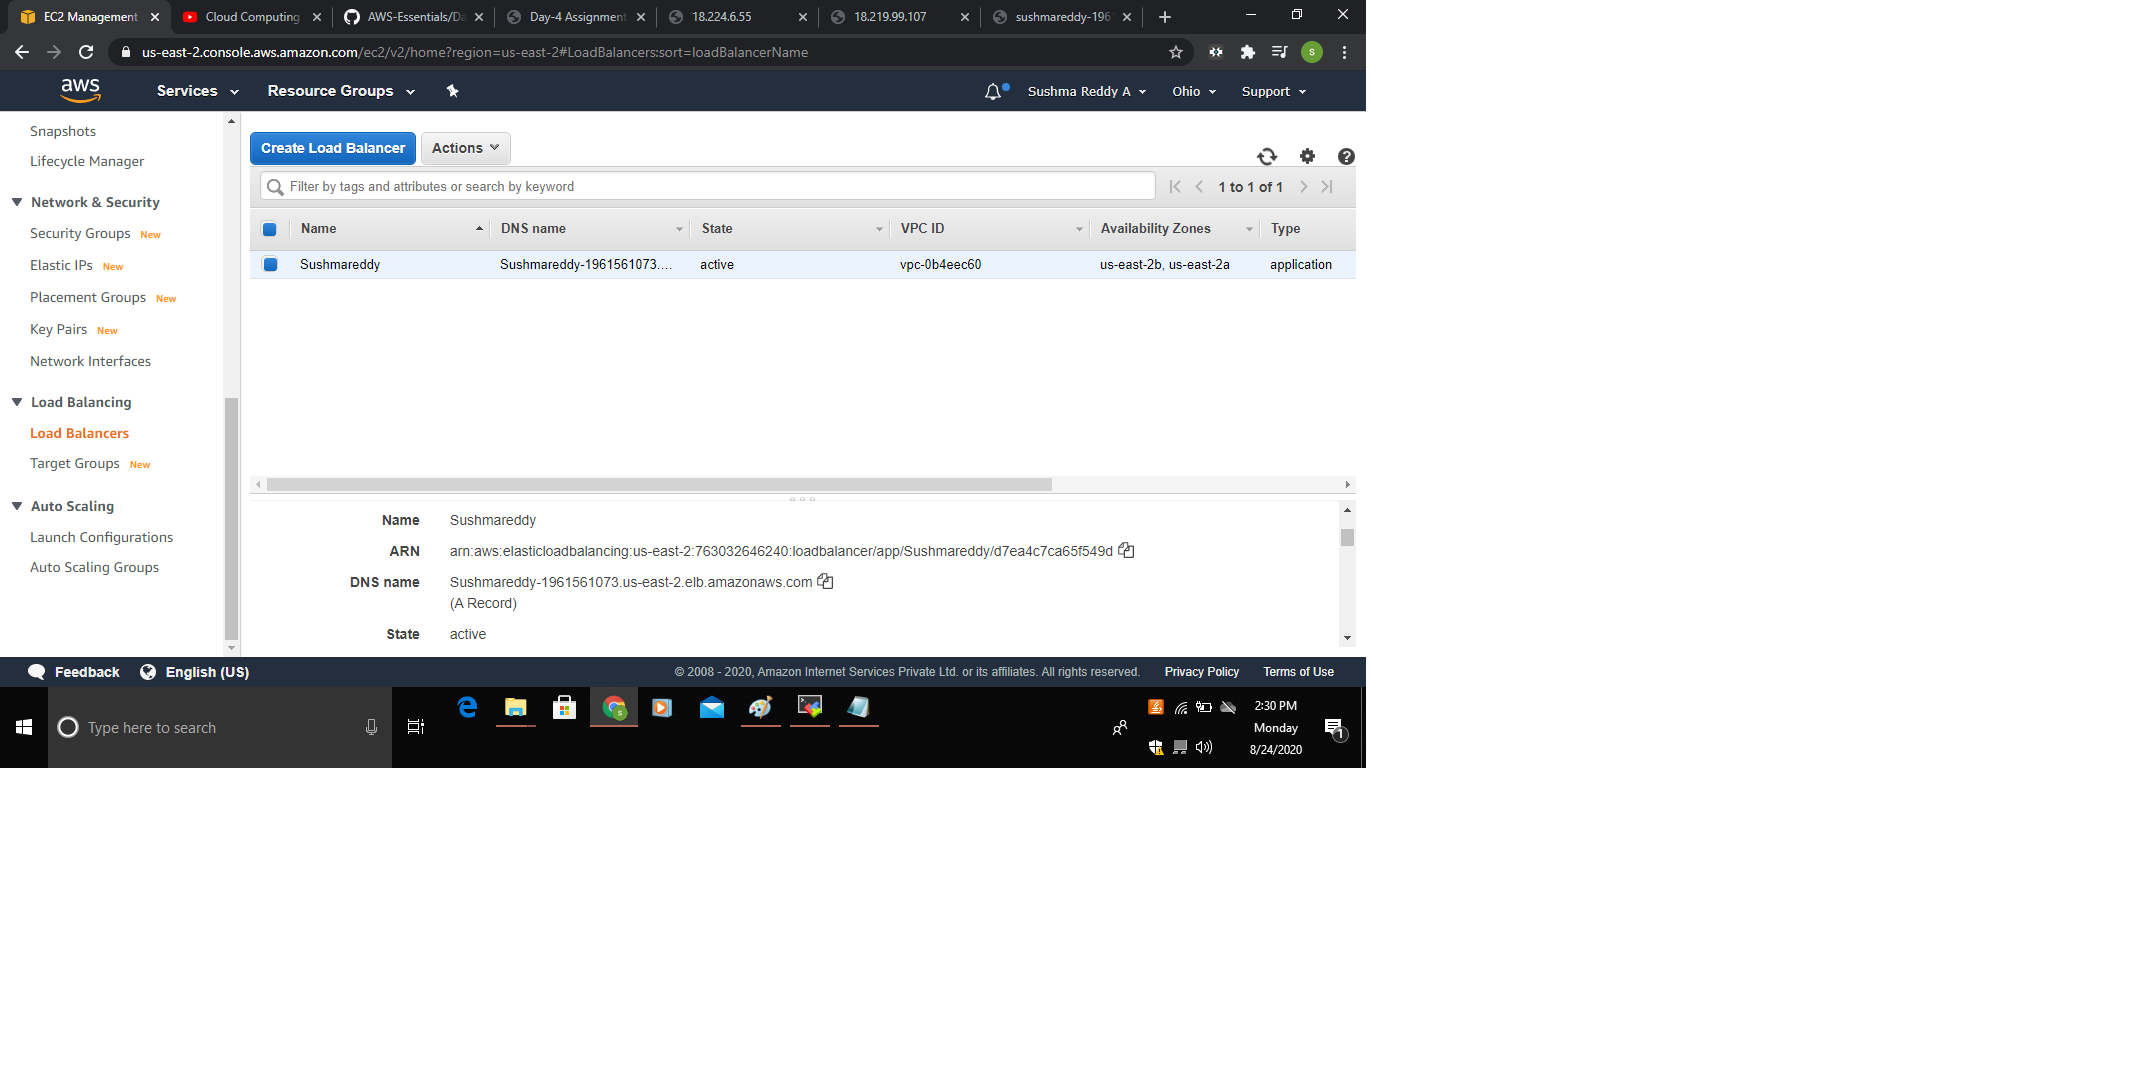 EC2 Management
Cloud Computing
AWS-Essentials/Da
Day-4 Assignment
18.224.6.55
18.219.99.107
sushmareddy-196
us-east-2.console.aws.amazon.com/ec2/v2/home?region=us-east-2#LoadBalancers:sort=loadBalancerName
S
aws
Services
Resource Groups
Sushma Reddy A
Ohio
Support
Snapshots
Lifecycle Manager
Network & Security
Security Groups New
Elastic IPs New
Placement Groups New
Key Pairs New
Network Interfaces
Load Balancing
Load Balancers
Target Groups New
Auto Scaling
Launch Configurations
Auto Scaling Groups
Create Load Balancer
Actions
Filter by tags and attributes or search by keyword
1 to 1 of 1
Name DNS name State VPC ID Availability Zones Type
Sushmareddy Sushmareddy-1961561073.... active vpc-0b4eec60 us-east-2b, us-east-2a application
Name Sushmareddy
ARN arn:aws:elasticloadbalancing:us-east-2:763032646240:loadbalancer/app/Sushmareddy/d7ea4c7ca65f549d
DNS name Sushmareddy-1961561073.us-east-2.elb.amazonaws.com
(A Record)
State active
Feedback
English (US)
© 2008 - 2020, Amazon Internet Services Private Ltd. or its affiliates. All rights reserved.
Privacy Policy
Terms of Use
Type here to search
2:30 PM
Monday
8/24/2020
1